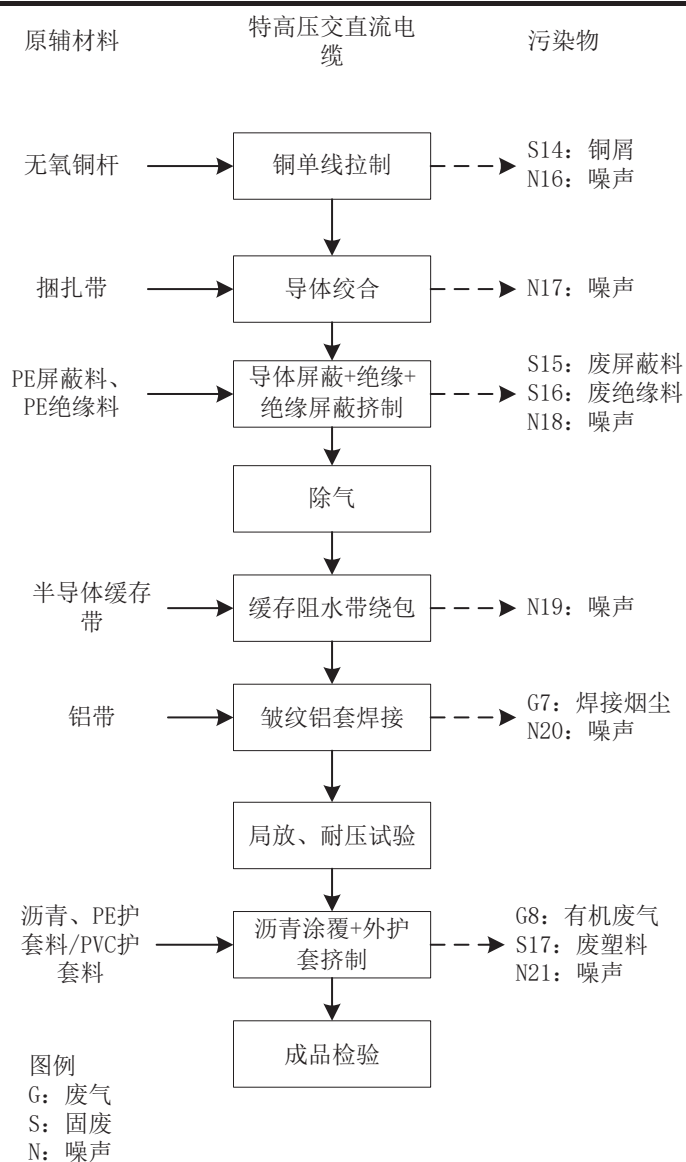 原辅材料
特高压交直流电
缆
污染物
无氧铜杆
铜单线拉制
S14：铜屑
N16：噪声
捆扎带
导体绞合
N17：噪声
PE屏蔽料、
PE绝缘料
导体屏蔽+绝缘+
绝缘屏蔽挤制
S15：废屏蔽料
S16：废绝缘料
N18：噪声
除气
半导体缓存
带
缓存阻水带绕包
N19：噪声
铝带
皱纹铝套焊接
G7：焊接烟尘
N20：噪声
局放、耐压试验
沥青、PE护
套料/PVC护
套料
沥青涂覆+外护
套挤制
G8：有机废气
S17：废塑料
N21：噪声
成品检验
图例
G：废气
S：固废
N：噪声